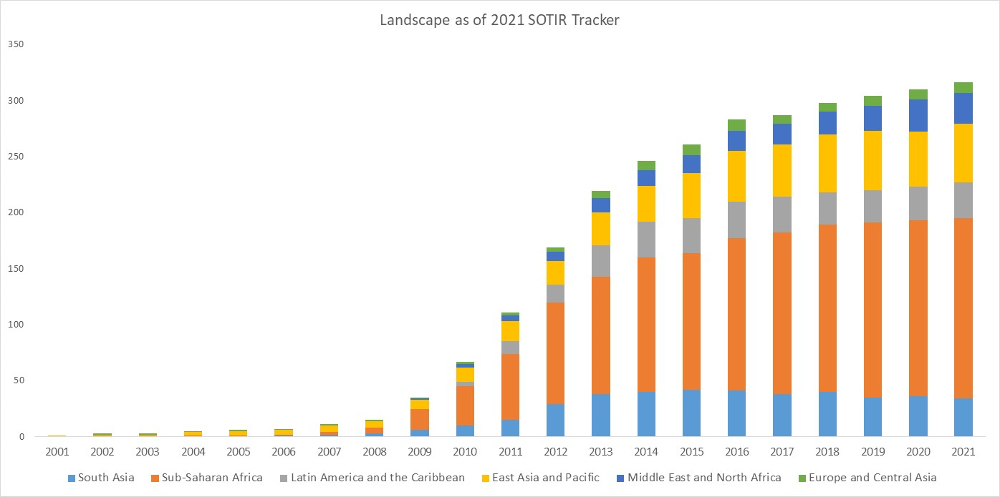 Landscape as of 2021 SOTIR Tracker
350
300
250
200
150
100
50
0
2001 2002 2003 2004 2005 2006 2007 2008 2009 2010 2011 2012 2013 2014 2015 2016 2017 2018 2019 2020 2021
South Asia Sub-Saharan Africa Latin America and the Caribbean East Asia and Pacific Middle East and North Africa Europe and Central Asia